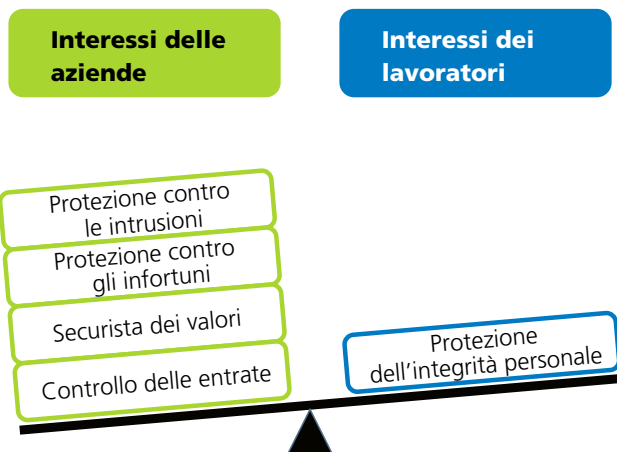 Interessi delle
aziende
Interessi dei
lavoratori
Protezione contro
le intrusioni
Protezione contro
gli infortuni
Securista dei valori
Controllo delle entrate
Protezione
dell'integrità personale